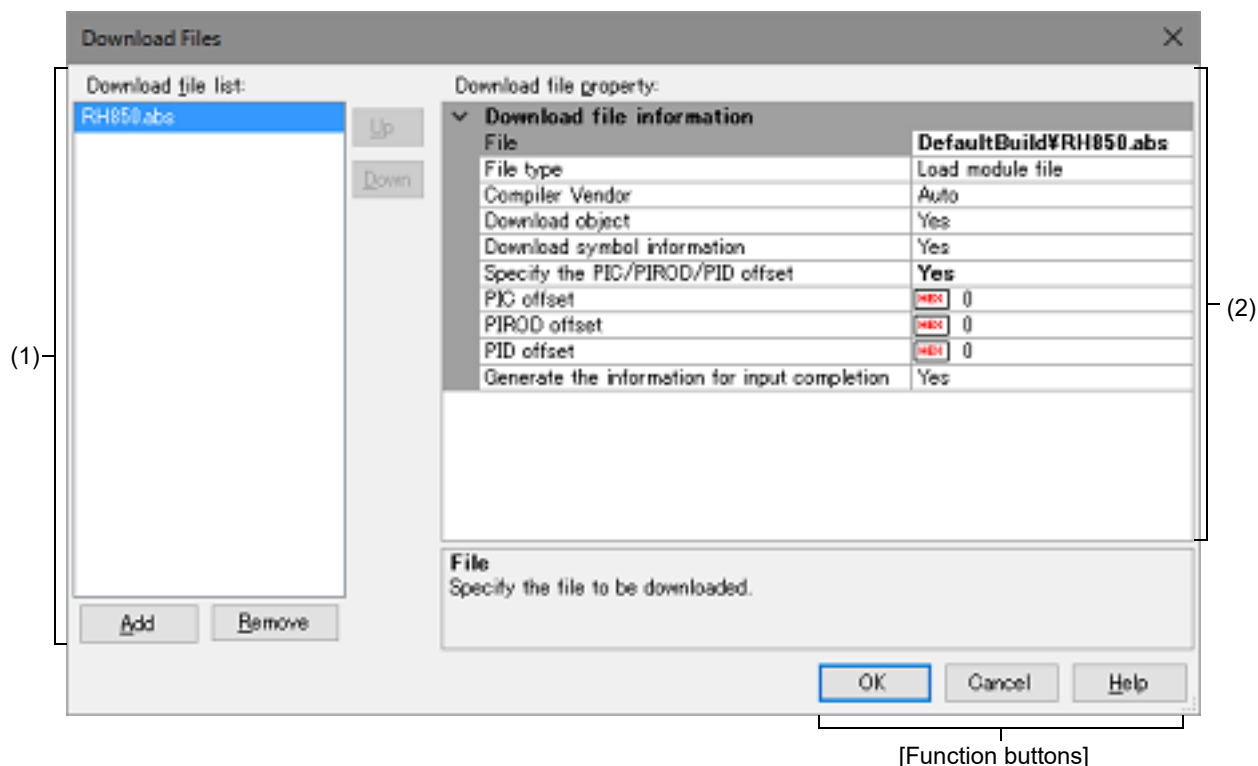 Download Files
Download file list:
RH850.abs
Up
Down
Add
Remove
Download file property:
Download file information
File DefaultBuild¥RH850.abs
File type Load module file
Compiler Vendor Auto
Download object Yes
Download symbol information Yes
Specify the PIC/PIROD/PID offset Yes
PIC offset HEX 0
PIROD offset HEX 0
PID offset HEX 0
Generate the information for input completion Yes
File
Specify the file to be downloaded.
OK Cancel Help
(1)
(2)
[Function buttons]